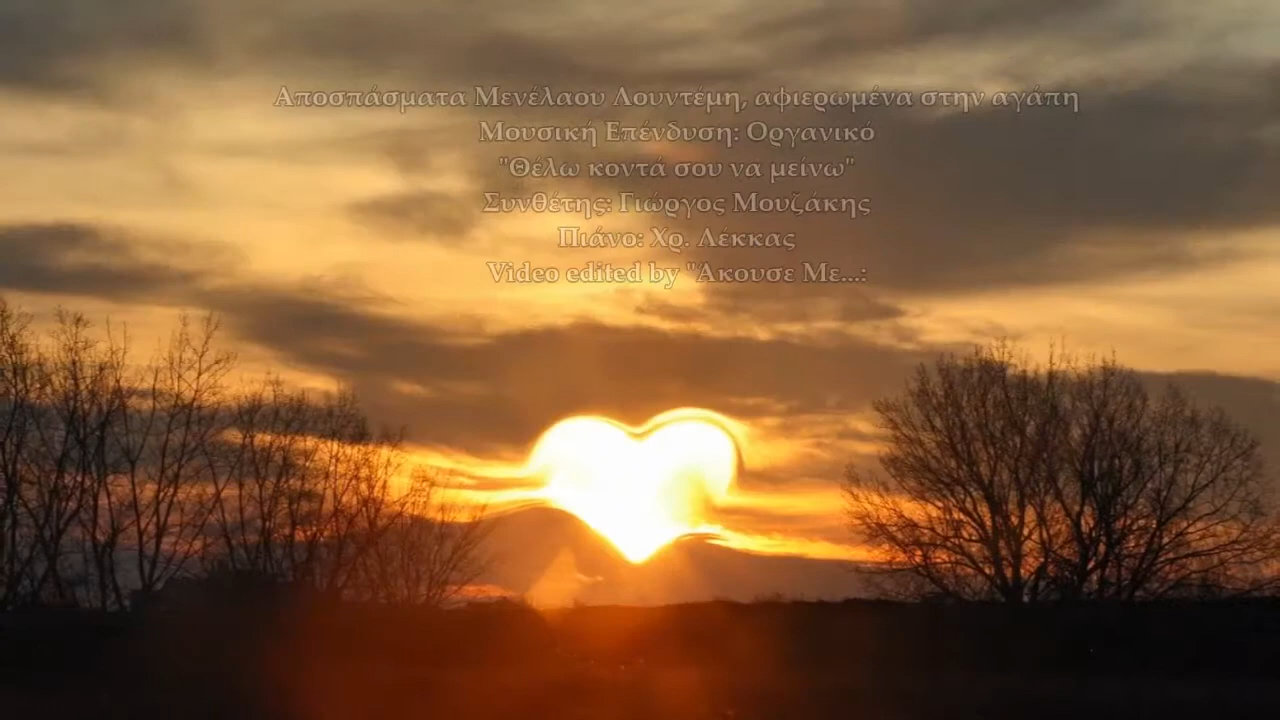 Αποσπάσματα Μενέλαου Λουντέμη, αφιερωμένα στην αγάπη
Μουσική Επένδυση: Οργανικό
"Θέλω κοντά σου να μείνω"
Συνθέτης: Γιώργος Μουζάκης
Πιάνο: Χρ. Λέκκας
Video edited by "Άκουσε Με...: